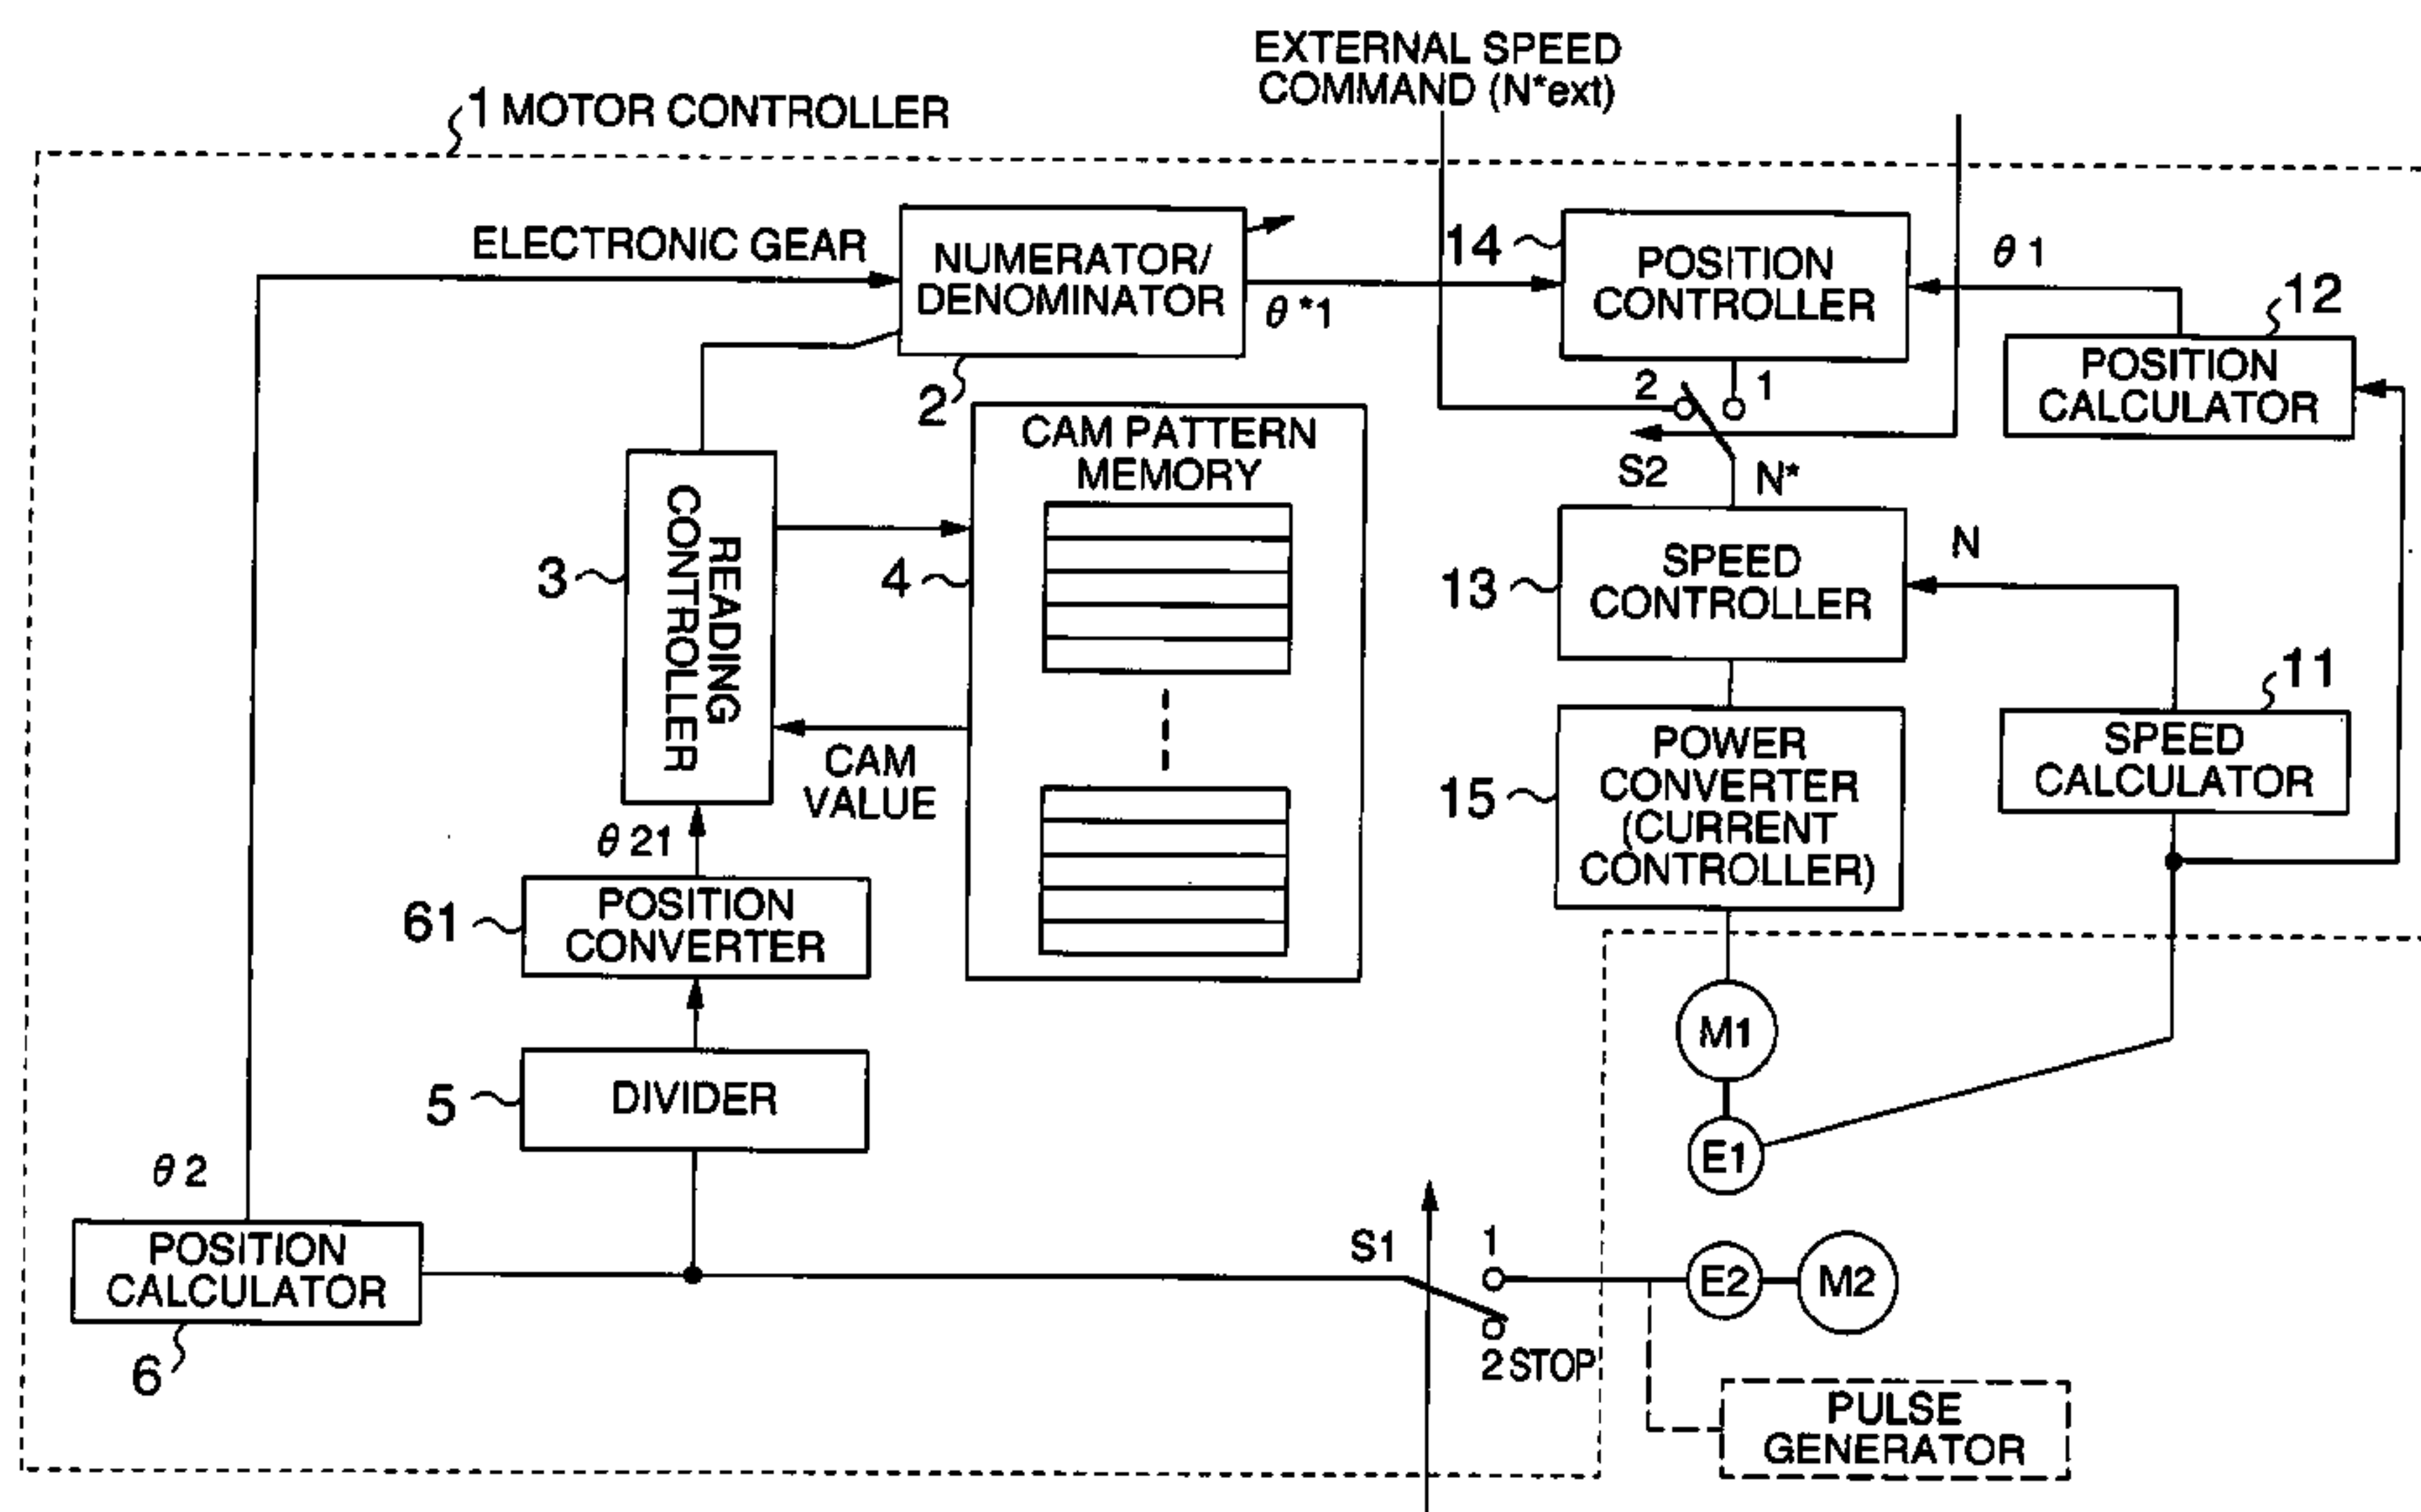 EXTERNAL SPEED
COMMAND (N*ext)
1 MOTOR CONTROLLER
ELECTRONIC GEAR
NUMERATOR/
DENOMINATOR
2
θ*1
14
POSITION
CONTROLLER
θ1
12
POSITION
CALCULATOR
2
1
S2
N*
CAM PATTERN
MEMORY
4
3
READING
CONTROLLER
CAM
VALUE
13
SPEED
CONTROLLER
N
11
SPEED
CALCULATOR
15
POWER
CONVERTER
(CURRENT
CONTROLLER)
θ21
61
POSITION
CONVERTER
5
DIVIDER
M1
E1
θ2
POSITION
CALCULATOR
6
S1
1
2 STOP
E2
M2
PULSE
GENERATOR